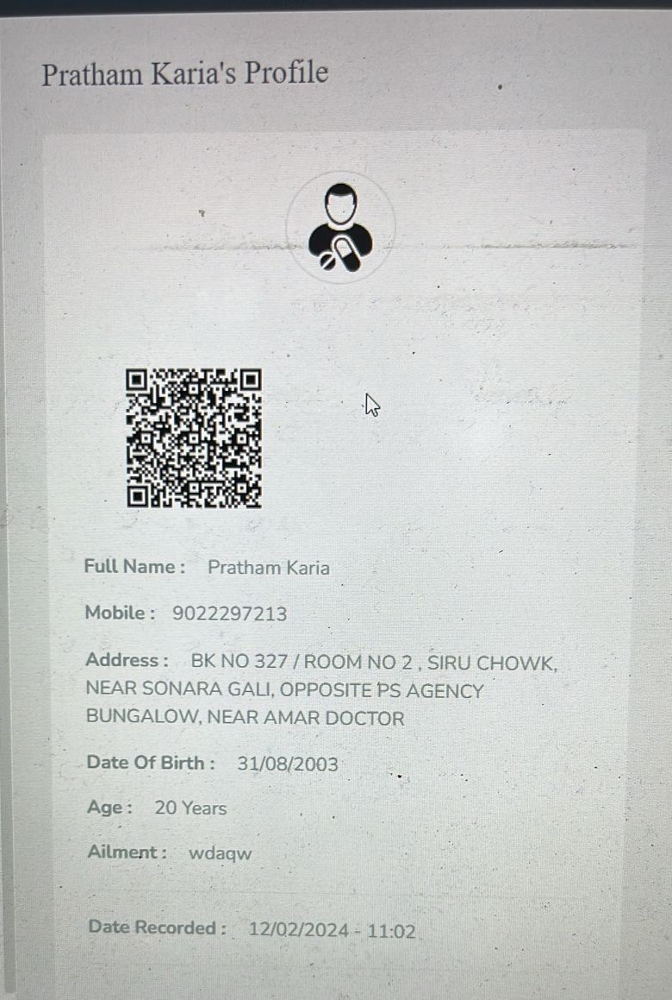 Pratham Karia's Profile
Full Name : Pratham Karia
Mobile : 9022297213
Address : BK NO 327 / ROOM NO 2 , SIRU CHOWK,
NEAR SONARA GALI, OPPOSITE PS AGENCY
BUNGALOW, NEAR AMAR DOCTOR
Date Of Birth : 31/08/2003
Age : 20 Years
Ailment : wdaqw
Date Recorded : 12/02/2024 - 11:02